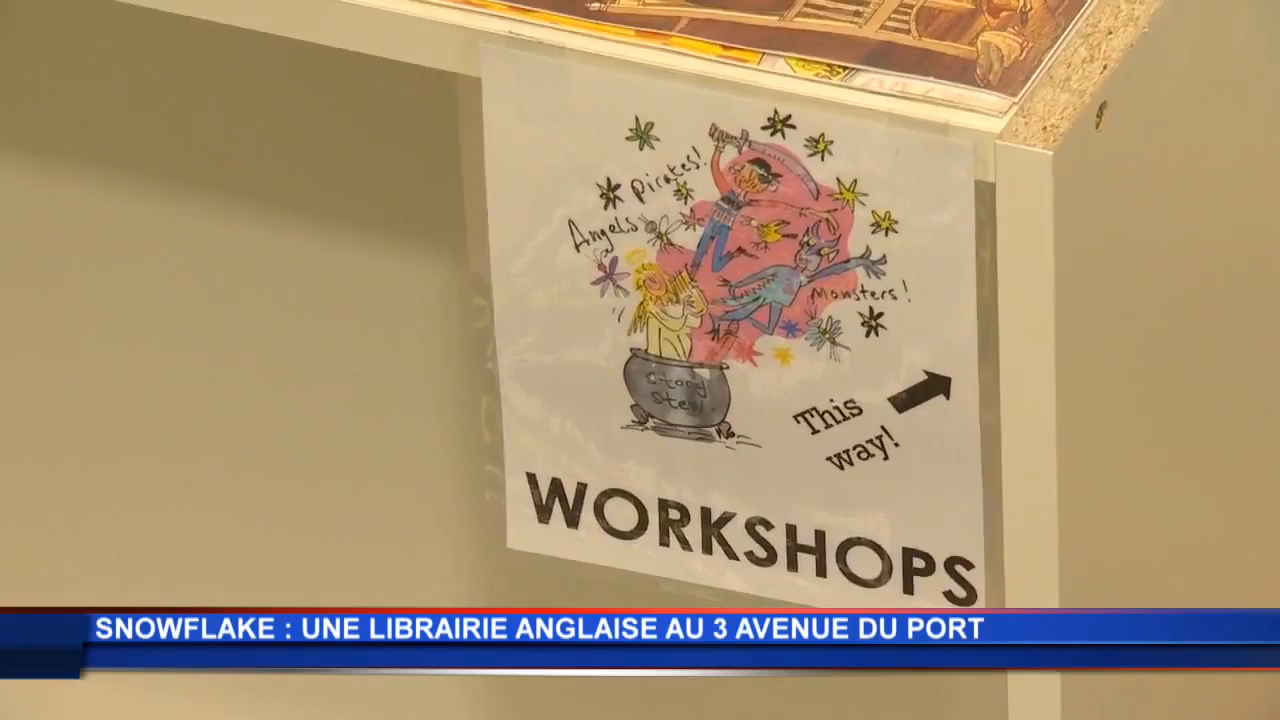 Pirates!
Angels
Monsters!
Story
Stew
This
way!
WORKSHOPS
SNOWFLAKE : UNE LIBRAIRIE ANGLAISE AU 3 AVENUE DU PORT